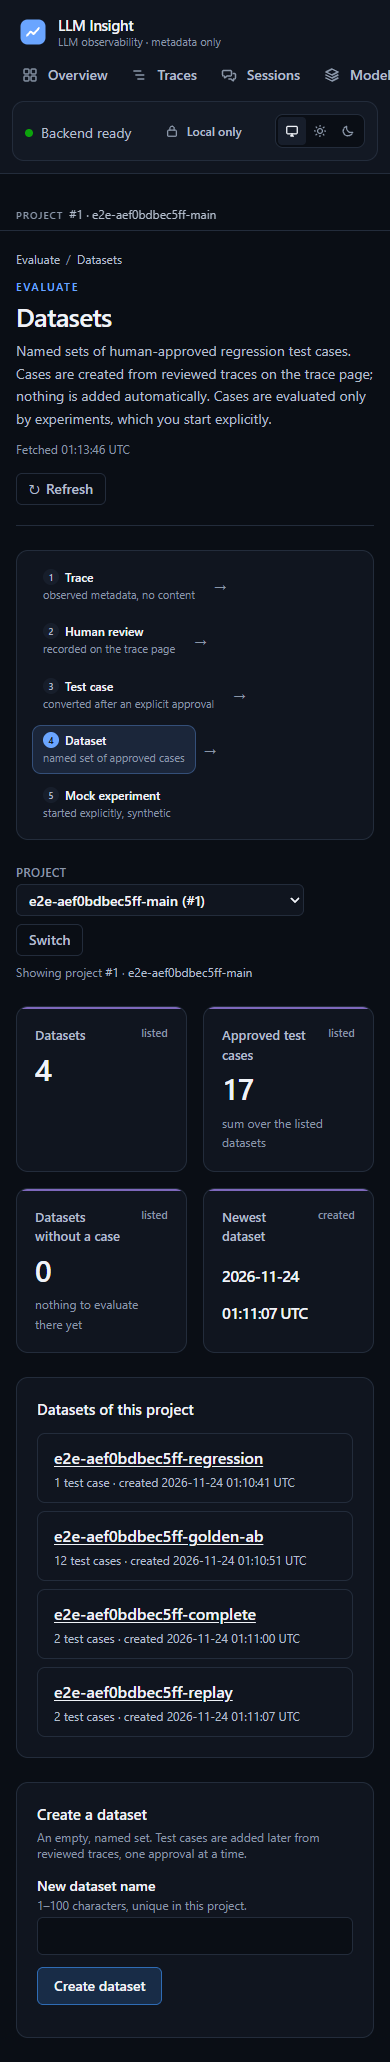 LLM Insight
LLM observability · metadata only
Overview
Traces
Sessions
Model
Backend ready
Local only
PROJECT #1 · e2e-aef0bdbec5ff-main
Evaluate / Datasets
EVALUATE
Datasets
Named sets of human-approved regression test cases.
Cases are created from reviewed traces on the trace page;
nothing is added automatically. Cases are evaluated only
by experiments, which you start explicitly.
Fetched 01:13:46 UTC
↻ Refresh
1 Trace
observed metadata, no content
→
2 Human review
recorded on the trace page
→
3 Test case
converted after an explicit approval
→
4 Dataset
named set of approved cases
→
5 Mock experiment
started explicitly, synthetic
PROJECT
e2e-aef0bdbec5ff-main (#1)
Switch
Showing project #1 · e2e-aef0bdbec5ff-main
Datasets
listed
4
Approved test
cases
listed
17
sum over the listed
datasets
Datasets
without a case
listed
0
nothing to evaluate
there yet
Newest
dataset
created
2026-11-24
01:11:07 UTC
Datasets of this project
e2e-aef0bdbec5ff-regression
1 test case · created 2026-11-24 01:10:41 UTC
e2e-aef0bdbec5ff-golden-ab
12 test cases · created 2026-11-24 01:10:51 UTC
e2e-aef0bdbec5ff-complete
2 test cases · created 2026-11-24 01:11:00 UTC
e2e-aef0bdbec5ff-replay
2 test cases · created 2026-11-24 01:11:07 UTC
Create a dataset
An empty, named set. Test cases are added later from
reviewed traces, one approval at a time.
New dataset name
1–100 characters, unique in this project.
Create dataset